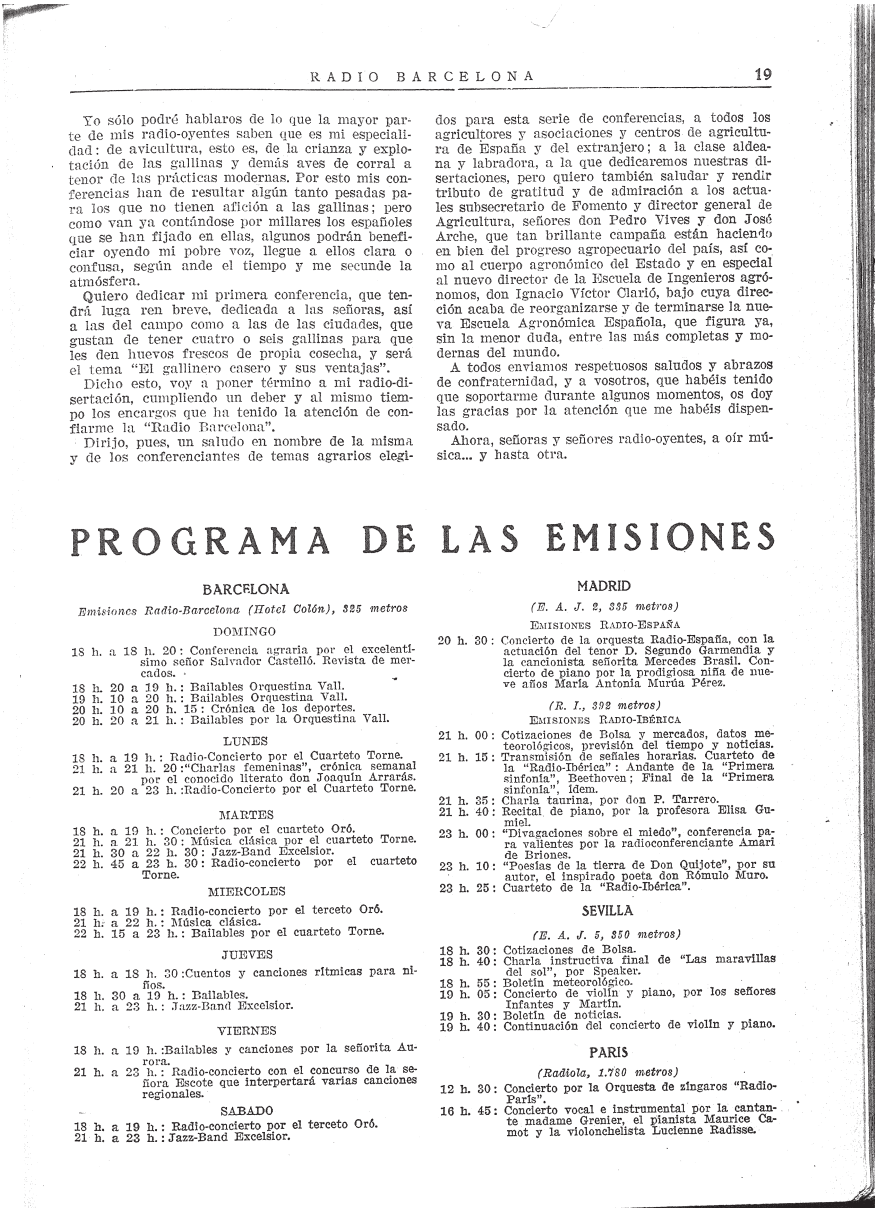 RADIO BARCELONA 19
Yo sólo podré hablaros de lo que la mayor par-
te de mis radio-oyentes saben que es mi especiali-
dad: de avicultura, esto es, de la crianza y explo-
tación de las gallinas y demás aves de corral a
tenor de las prácticas modernas. Por esto mis con-
ferencias han de resultar algún tanto pesadas pa-
ra los que no tienen afición a las gallinas; pero
como van ya contándose por millares los españoles
que se han fijado en ellas, algunos podrán benefi-
ciar oyendo mi pobre voz, llegue a ellos clara o
confusa, según ande el tiempo y me secunde la
atmósfera.
Quiero dedicar mi primera conferencia, que ten-
drá luga ren breve, dedicada a las señoras, así
a las del campo como a las de las ciudades, que
gustan de tener cuatro o seis gallinas para que
les den huevos frescos de propia cosecha, y será
el tema "El gallinero casero y sus ventajas".
Dicho esto, voy a poner término a mi radio-di-
sertación, cumpliendo un deber y al mismo tiem-
po los encargos que ha tenido la atención de con-
fiarme la "Radio Barcelona".
Dirijo, pues, un saludo en nombre de la misma
y de los conferenciantes de temas agrarios elegi-
dos para esta serie de conferencias, a todos los
agricultores y asociaciones y centros de agricultu-
ra de España y del extranjero; a la clase aldea-
na y labradora, a la que dedicaremos nuestras di-
sertaciones, pero quiero también saludar y rendir
tributo de gratitud y de admiración a los actua-
les subsecretario de Fomento y director general de
Agricultura, señores don Pedro Vives y don José
Arche, que tan brillante campaña están haciendo
en bien del progreso agropecuario del país, así co-
mo al cuerpo agronómico del Estado y en especial
al nuevo director de la Escuela de Ingenieros agró-
nomos, don Ignacio Víctor Clarió, bajo cuya direc-
ción acaba de reorganizarse y de terminarse la nue-
va Escuela Agronómica Española, que figura ya,
sin la menor duda, entre las más completas y mo-
dernas del mundo.
A todos enviamos respetuosos saludos y abrazos
de confraternidad, y a vosotros, que habéis tenido
que soportarme durante algunos momentos, os doy
las gracias por la atención que me habéis dispen-
sado.
Ahora, señoras y señores radio-oyentes, a oír mú-
sica... y hasta otra.
PROGRAMA DE LAS EMISIONES
BARCELONA
Emisiones Radio-Barcelona (Hotel Colón), 325 metros
DOMINGO
18 h. a 18 h. 20: Conferencia agraria por el excelentí-
simo señor Salvador Castelló. Revista de mer-
cados.
18 h. 20 a 19 h.: Bailables Orquestina Vall.
19 h. 10 a 20 h.: Bailables Orquestina Vall.
20 h. 10 a 20 h. 15: Crónica de los deportes.
20 h. 20 a 21 h.: Bailables por la Orquestina Vall.
LUNES
18 h. a 19 h.: Radio-Concierto por el Cuarteto Torne.
21 h. a 21 h. 20:"Charlas femeninas", crónica semanal
por el conocido literato don Joaquín Arrarás.
21 h. 20 a 23 h.:Radio-Concierto por el Cuarteto Torne.
MARTES
18 h. a 19 h.: Concierto por el cuarteto Oró.
21 h. a 21 h. 30: Música clásica por el cuarteto Torne.
21 h. 30 a 22 h. 30: Jazz-Band Excelsior.
22 h. 45 a 23 h. 30: Radio-concierto por el cuarteto
Torne.
MIERCOLES
18 h. a 19 h.: Radio-concierto por el terceto Oró.
21 h. a 22 h.: Música clásica.
22 h. 15 a 23 h.: Bailables por el cuarteto Torne.
JUEVES
18 h. a 18 h. 30:Cuentos y canciones rítmicas para ni-
ños.
18 h. 30 a 19 h.: Bailables.
21 h. a 23 h.: Jazz-Band Excelsior.
VIERNES
18 h. a 19 h.:Bailables y canciones por la señorita Au-
rora.
21 h. a 23 h.: Radio-concierto con el concurso de la se-
ñora Escote que interpertará varias canciones
regionales.
SABADO
18 h. a 19 h.: Radio-concierto por el terceto Oró.
21 h. a 23 h.: Jazz-Band Excelsior.
MADRID
(E. A. J. 2, 335 metros)
EMISIONES RADIO-ESPAÑA
20 h. 30: Concierto de la orquesta Radio-España, con la
actuación del tenor D. Segundo Garmendia y
la cancionista señorita Mercedes Brasil. Con-
cierto de piano por la prodigiosa niña de nue-
ve años María Antonia Murúa Pérez.
(R. I., 392 metros)
EMISIONES RADIO-IBÉRICA
21 h. 00: Cotizaciones de Bolsa y mercados, datos me-
teorológicos, previsión del tiempo y noticias.
21 h. 15: Transmisión de señales horarias. Cuarteto de
la "Radio-Ibérica": Andante de la "Primera
sinfonía", Beethoven; Final de la "Primera
sinfonía", ídem.
21 h. 35: Charla taurina, por don P. Tarrero.
21 h. 40: Recital de piano, por la profesora Elisa Gu-
miel.
23 h. 00: "Divagaciones sobre el miedo", conferencia pa-
ra valientes por la radioconferenciante Amari
de Briones.
23 h. 10: "Poesías de la tierra de Don Quijote", por su
autor, el inspirado poeta don Rómulo Muro.
23 h. 25: Cuarteto de la "Radio-Ibérica".
SEVILLA
(E. A. J. 5, 350 metros)
18 h. 30: Cotizaciones de Bolsa.
18 h. 40: Charla instructiva final de "Las maravillas
del sol", por Speaker.
18 h. 55: Boletín meteorológico.
19 h. 05: Concierto de violín y piano, por los señores
Infantes y Martín.
19 h. 30: Boletín de noticias.
19 h. 40: Continuación del concierto de violín y piano.
PARIS
(Radiola, 1.780 metros)
12 h. 30: Concierto por la Orquesta de zíngaros "Radio-
París".
16 h. 45: Concierto vocal e instrumental por la cantan-
te madame Grenier, el pianista Maurice Ca-
mot y la violonchelista Lucienne Radisse.